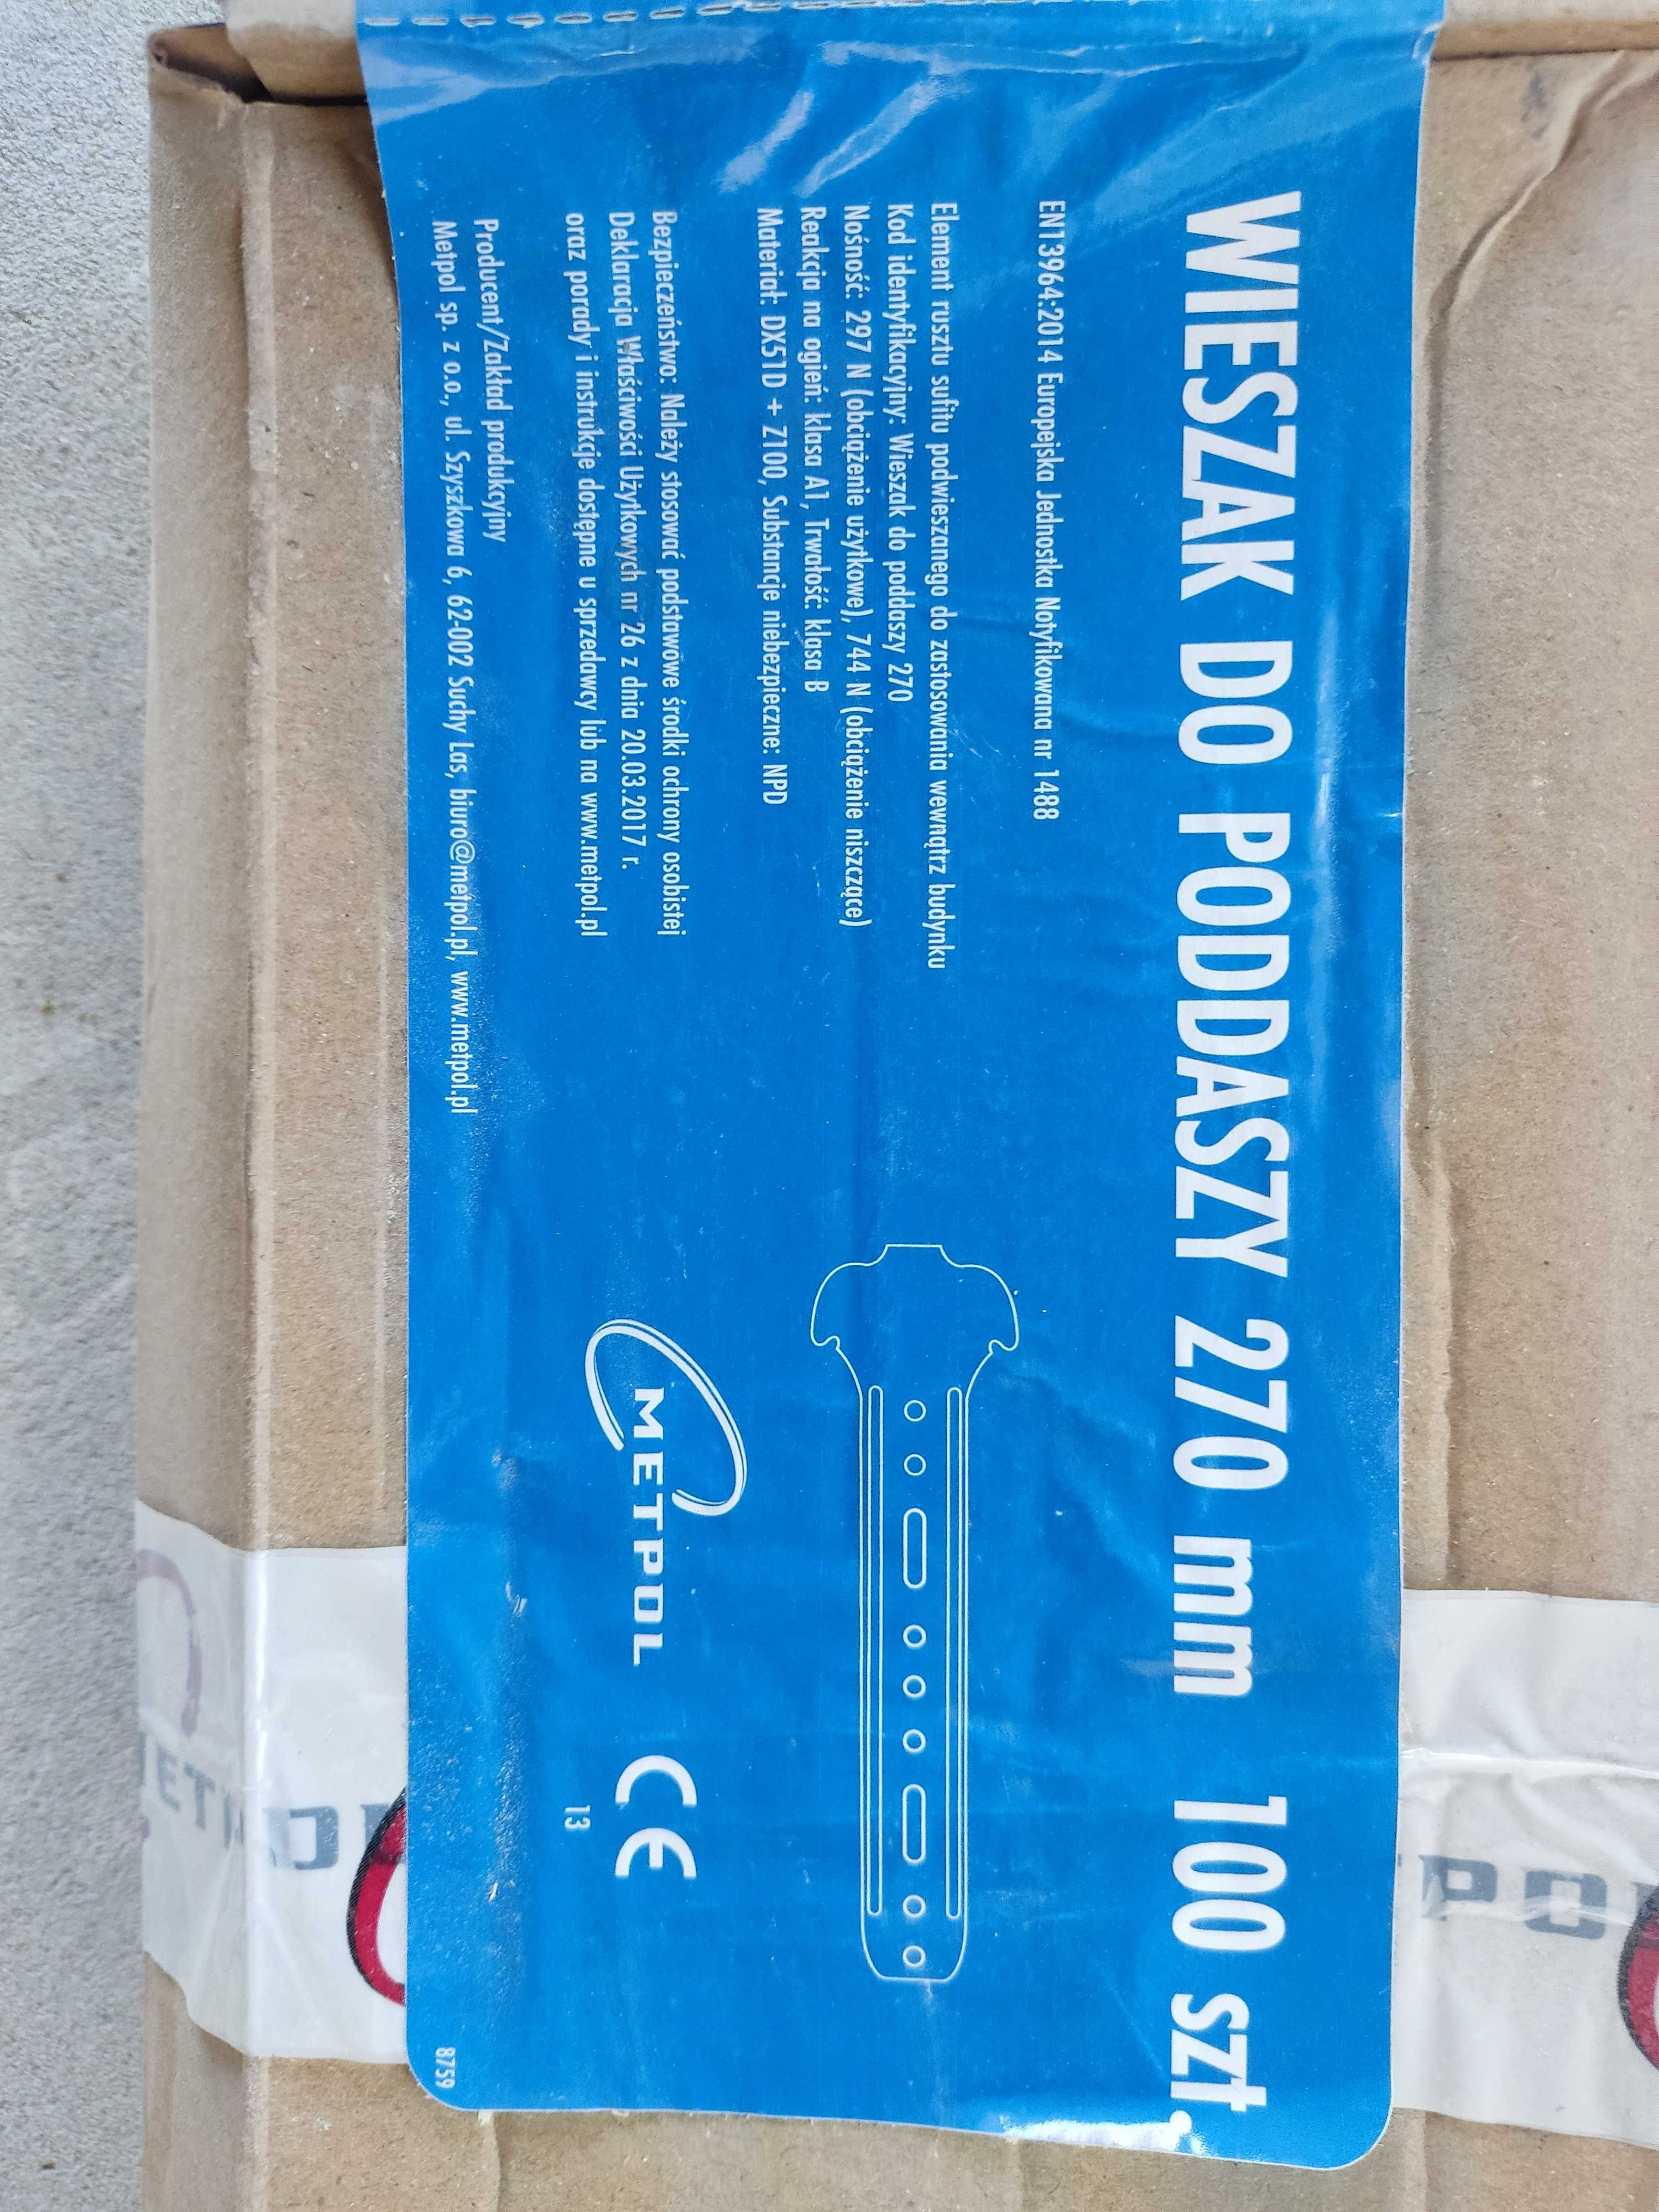 WIESZAK DO PODDASZY 270 mm 100 szt.
EN13964:2014 Europejska Jednostka Notyfikowana nr 1488
Element rusztu sufitu podwieszanego do zastosowania wewnątrz budynku
Kod identyfikacyjny: Wieszak do poddaszy 270
Nośność: 297 N (obciążenie użytkowe), 744 N (obciążenie niszczące)
Reakcja na ogień: klasa A1, Trwałość: klasa B
Materiał: DX51D + Z100, Substancje niebezpieczne: NPD
Bezpieczeństwo: Należy stosować podstawowe środki ochrony osobistej
Deklaracja Właściwości Użytkowych nr 26 z dnia 20.03.2017 r.
oraz porady i instrukcje dostępne u sprzedawcy lub na www.metpol.pl
Producent/Zakład produkcyjny
Metpol sp. z o.o., ul. Szyszkowa 6, 62-002 Suchy Las, biuro@metpol.pl, www.metpol.pl
METPOL
CE
13
8759